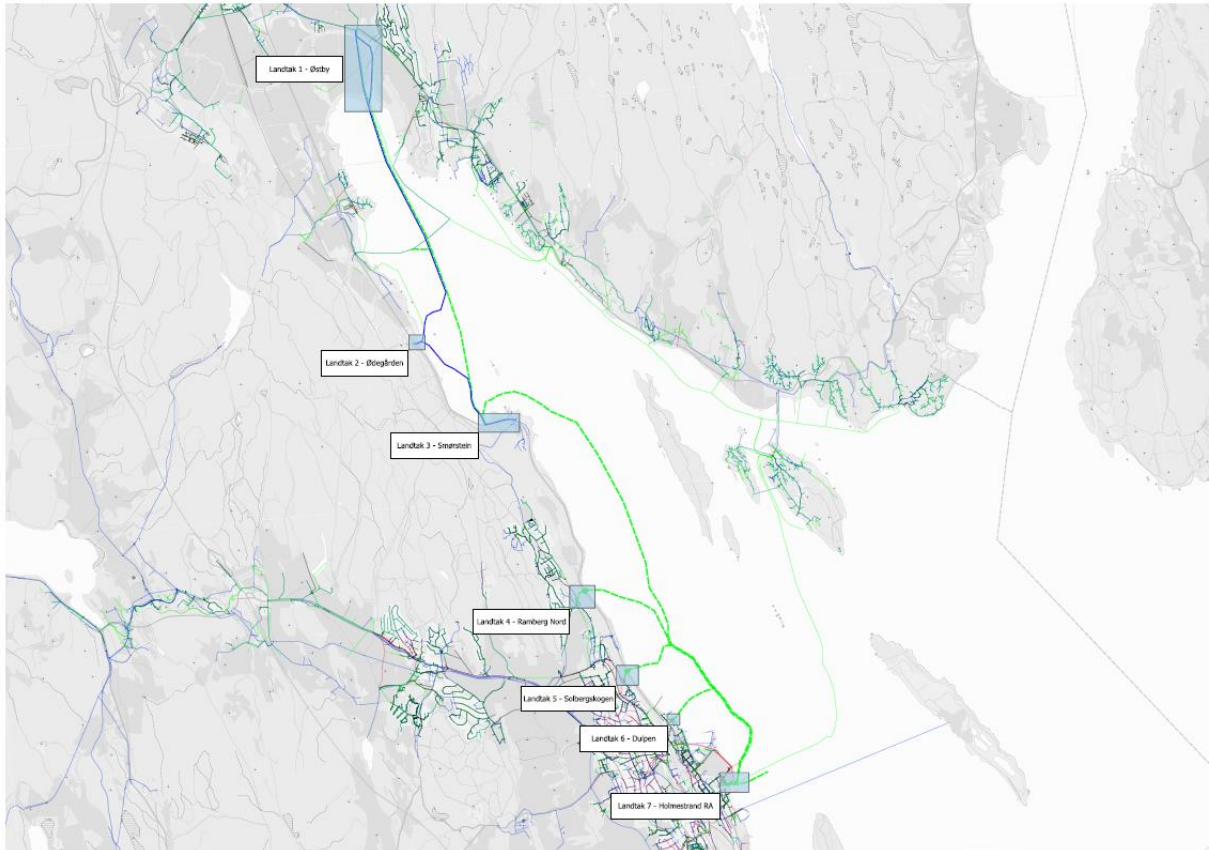 Landtak 1 - Østby
Landtak 2 - Ødegården
Landtak 3 - Smørstein
Landtak 4 - Ramberg Nord
Landtak 5 - Solbergskogen
Landtak 6 - Dulpen
Landtak 7 - Holmestrand RA